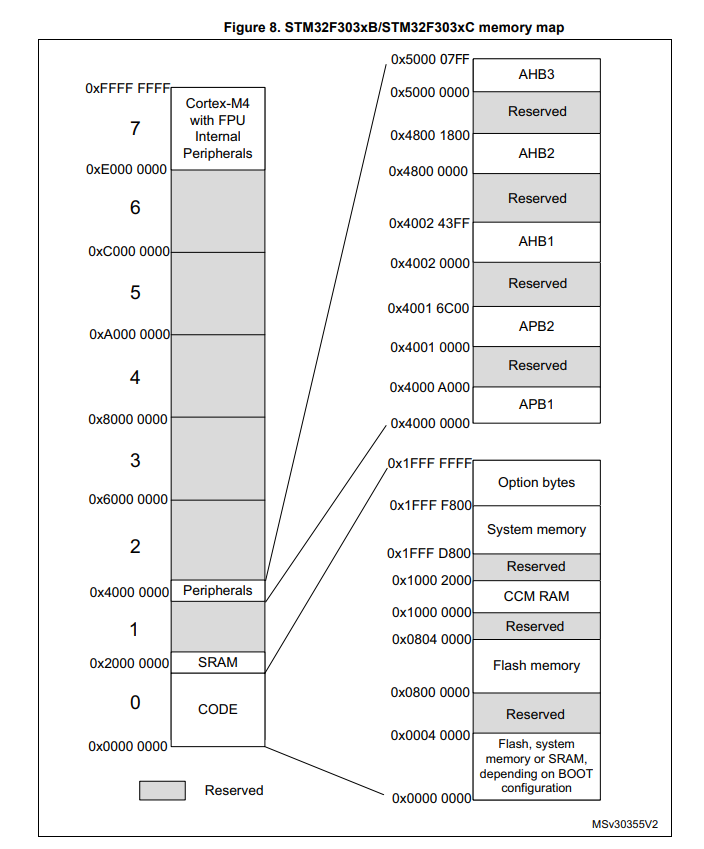 Figure 8. STM32F303xB/STM32F303xC memory map
0xFFFF FFFF
Cortex-M4
with FPU
Internal
Peripherals
7
0xE000 0000
6
0xC000 0000
5
0xA000 0000
4
0x8000 0000
3
0x6000 0000
2
0x4000 0000
Peripherals
1
0x2000 0000
SRAM
0
CODE
0x0000 0000
Reserved
0x5000 07FF
AHB3
0x5000 0000
Reserved
0x4800 1800
AHB2
0x4800 0000
Reserved
0x4002 43FF
AHB1
0x4002 0000
Reserved
0x4001 6C00
APB2
0x4001 0000
Reserved
0x4000 A000
APB1
0x4000 0000
0x1FFF FFFF
Option bytes
0x1FFF F800
System memory
0x1FFF D800
Reserved
0x1000 2000
CCM RAM
0x1000 0000
Reserved
0x0804 0000
Flash memory
0x0800 0000
Reserved
0x0004 0000
Flash, system
memory or SRAM,
depending on BOOT
configuration
0x0000 0000
MSv30355V2